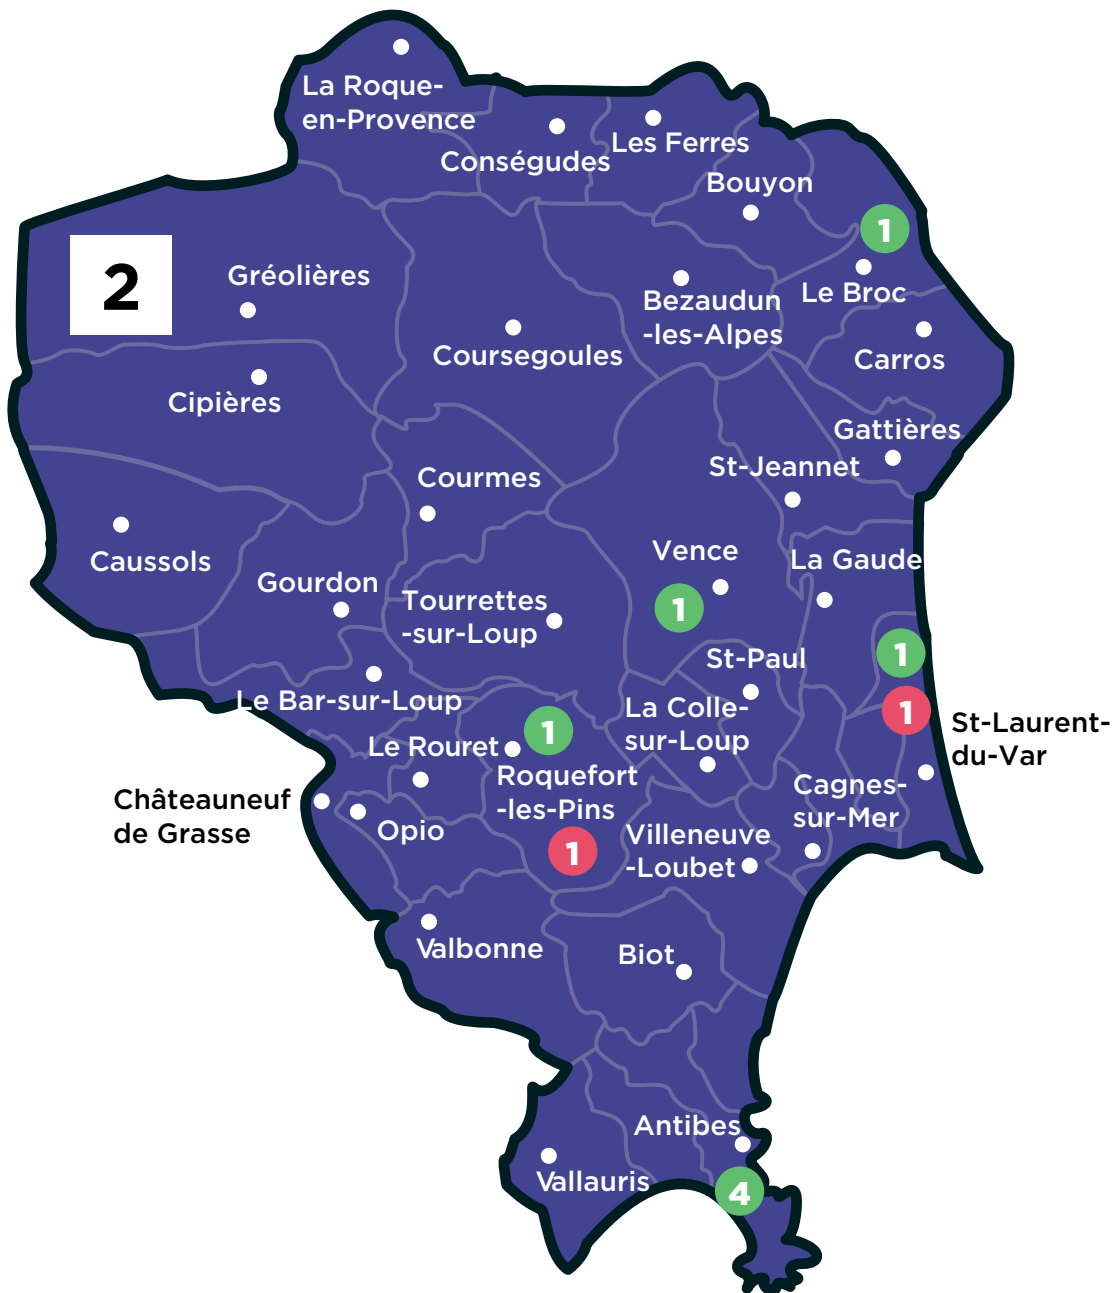 La Roque-
en-Provence
Conségudes
Les Ferres
Bouyon
1
2
Gréolières
Le Broc
Bezaudun
-les-Alpes
Coursegoules
Carros
Cipières
Gattières
St-Jeannet
Courmes
Caussols
Vence
La Gaude
Gourdon
Tourrettes
-sur-Loup
1
1
St-Paul
Le Bar-sur-Loup
La Colle-
sur-Loup
1
St-Laurent-
du-Var
1
Le Rouret
Roquefort
-les-Pins
Châteauneuf
de Grasse
Opio
Cagnes-
sur-Mer
1
Villeneuve
-Loubet
Valbonne
Biot
Antibes
Vallauris
4